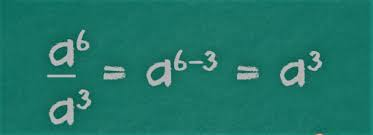 a⁶/a³ = a⁶⁻³ = a³